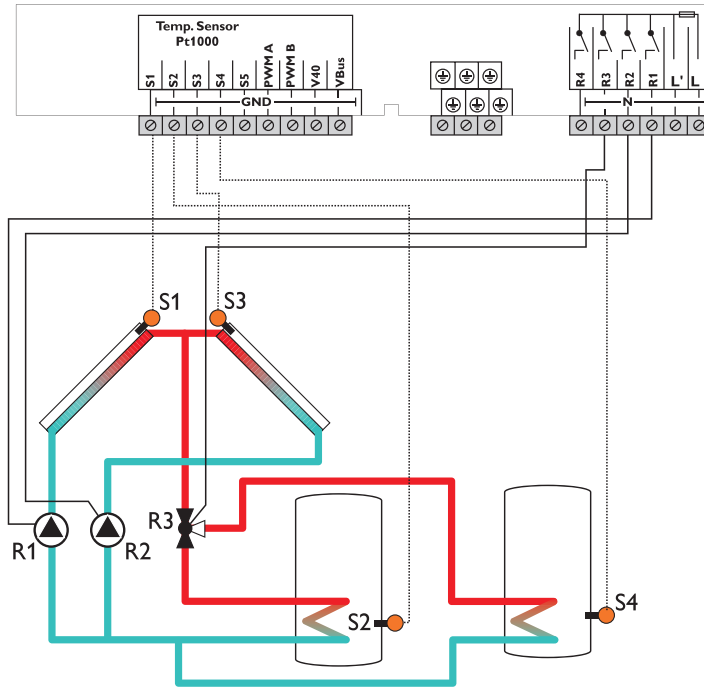 Temp. Sensor
Pt1000
S1
S2
S3
S4
S5
PWM A
PWM B
V40
VBus
GND
R4
R3
R2
R1
L'
L
N
S1
S3
R1
R2
R3
S2
S4